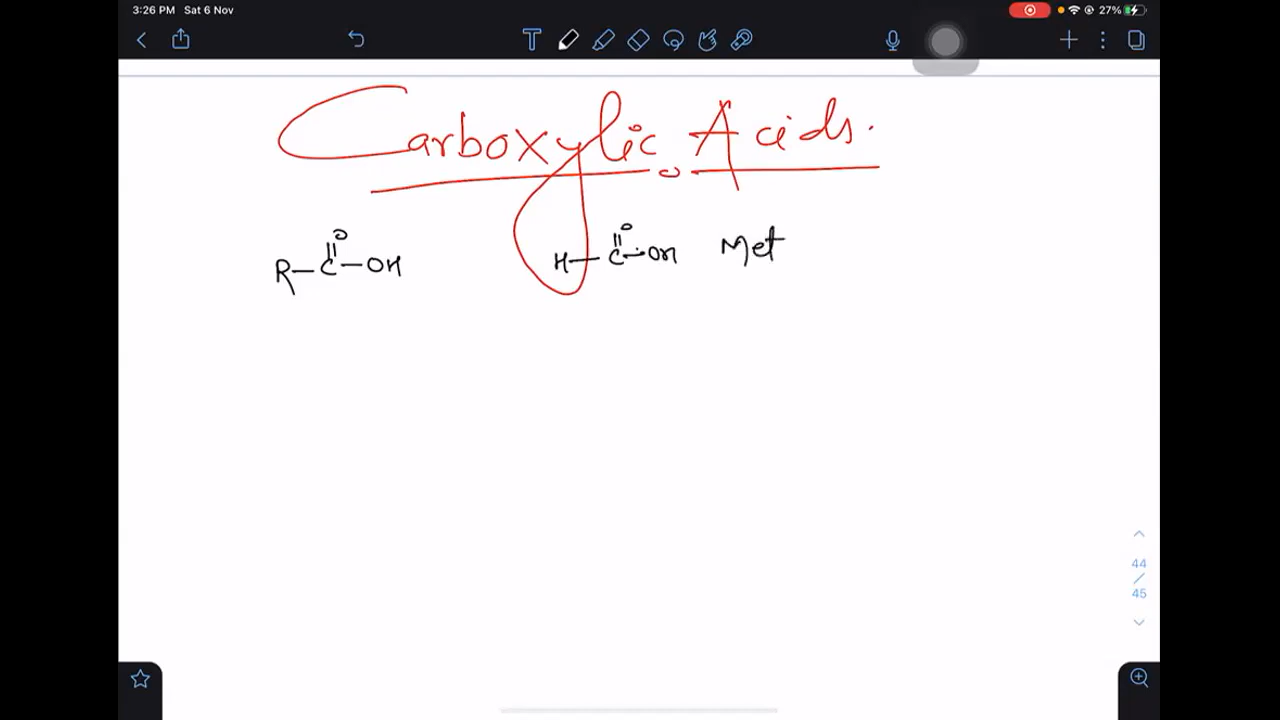 3:26 PM Sat 6 Nov
27%
T
Carboxylic Acids.
O O
R-C-OH H-C-OH Met
44
/
45